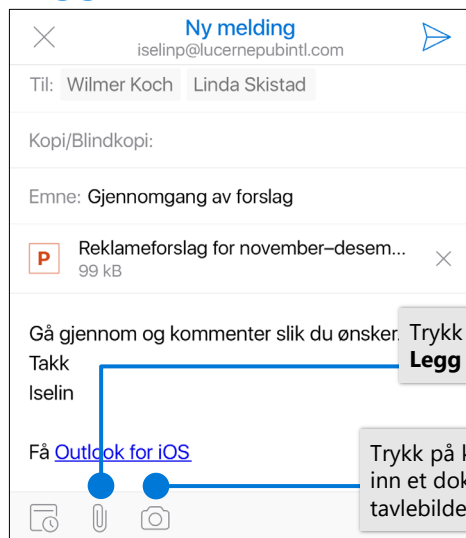 Ny melding
iselinp@lucernepubintl.com
Til: Wilmer Koch Linda Skistad
Kopi/Blindkopi:
Emne: Gjennomgang av forslag
P
Reklameforslag for november–desem...
99 kB
Gå gjennom og kommenter slik du ønsker.
Trykk
Legg
Takk
Iselin
Få Outlook for iOS
Trykk på
inn et
tavlebilde